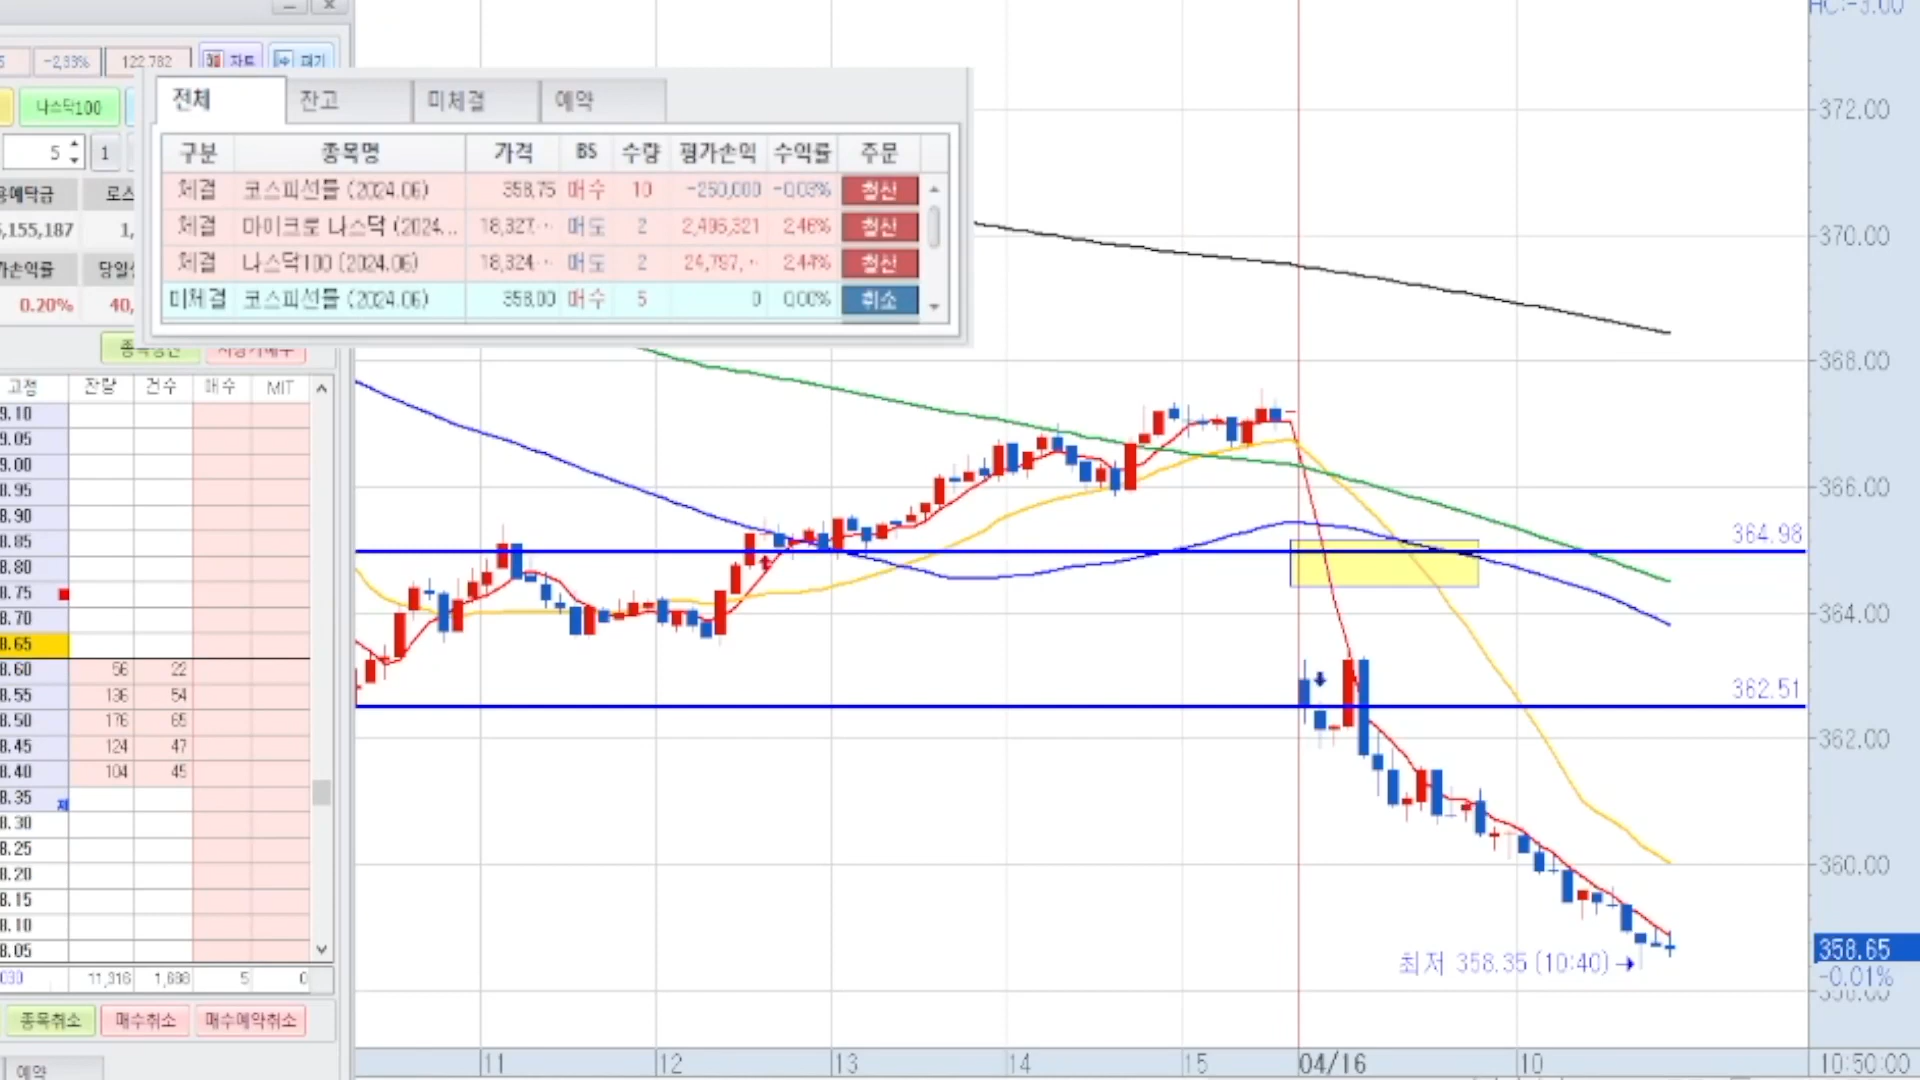 -2,93% 122,782 차트
나스닥100
5 1
용예탁금
,155,187 1,
가손익률
0.20% 40,
전체 잔고 미체결 예약
구분 종목명 가격 BS 수량 평가손익 수익률 주문
체결 코스피선물 (2024.06) 358.75 매수 10 -250,000 -0.03% 청산
체결 마이크로 나스닥 (2024... 18,327... 매도 2 2,496,321 2.46% 청산
체결 나스닥100 (2024.06) 18,324... 매도 2 24,797,.. 2.44% 청산
미체결 코스피선물 (2024.06) 358.00 매수 5 0 0.00% 취소
고정 잔량 건수 매수 MIT
9.10
9.05
9.00
8.95
8.90
8.85
8.80
8.75
8.70
8.65
8.60 56 22
8.55 136 54
8.50 176 65
8.45 124 47
8.40 104 45
8.35
8.30
8.25
8.20
8.15
8.10
8.05
11,316 5 0
종목취소 매수취소 매수예약취소
예약
372.00
370.00
368.00
366.00
364.98
364.00
362.51
362.00
360.00
358.65
-0.01%
최저 358.35 (10:40)→
11 12 13 14 15 04/16 10 10:50:00